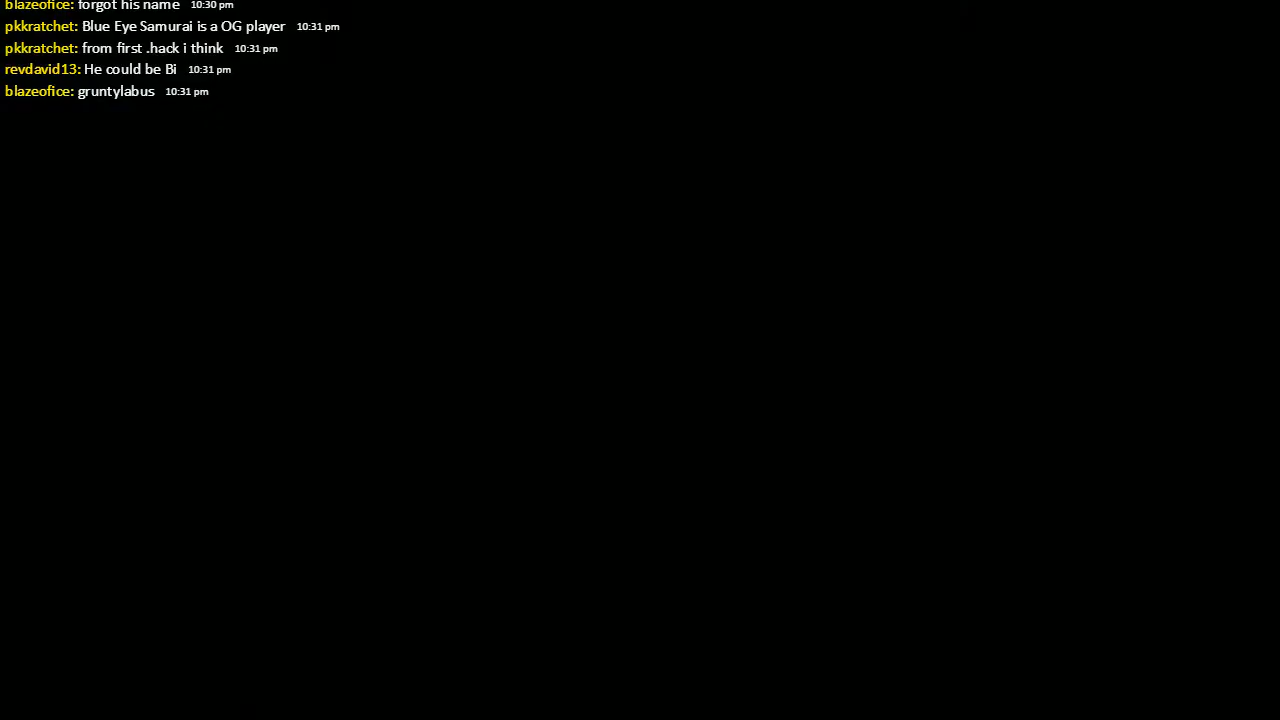 blazeofice: forgot his name 10:30 pm
pkkratchet: Blue Eye Samurai is a OG player 10:31 pm
pkkratchet: from first .hack i think 10:31 pm
revdavid13: He could be Bi 10:31 pm
blazeofice: gruntylabus 10:31 pm